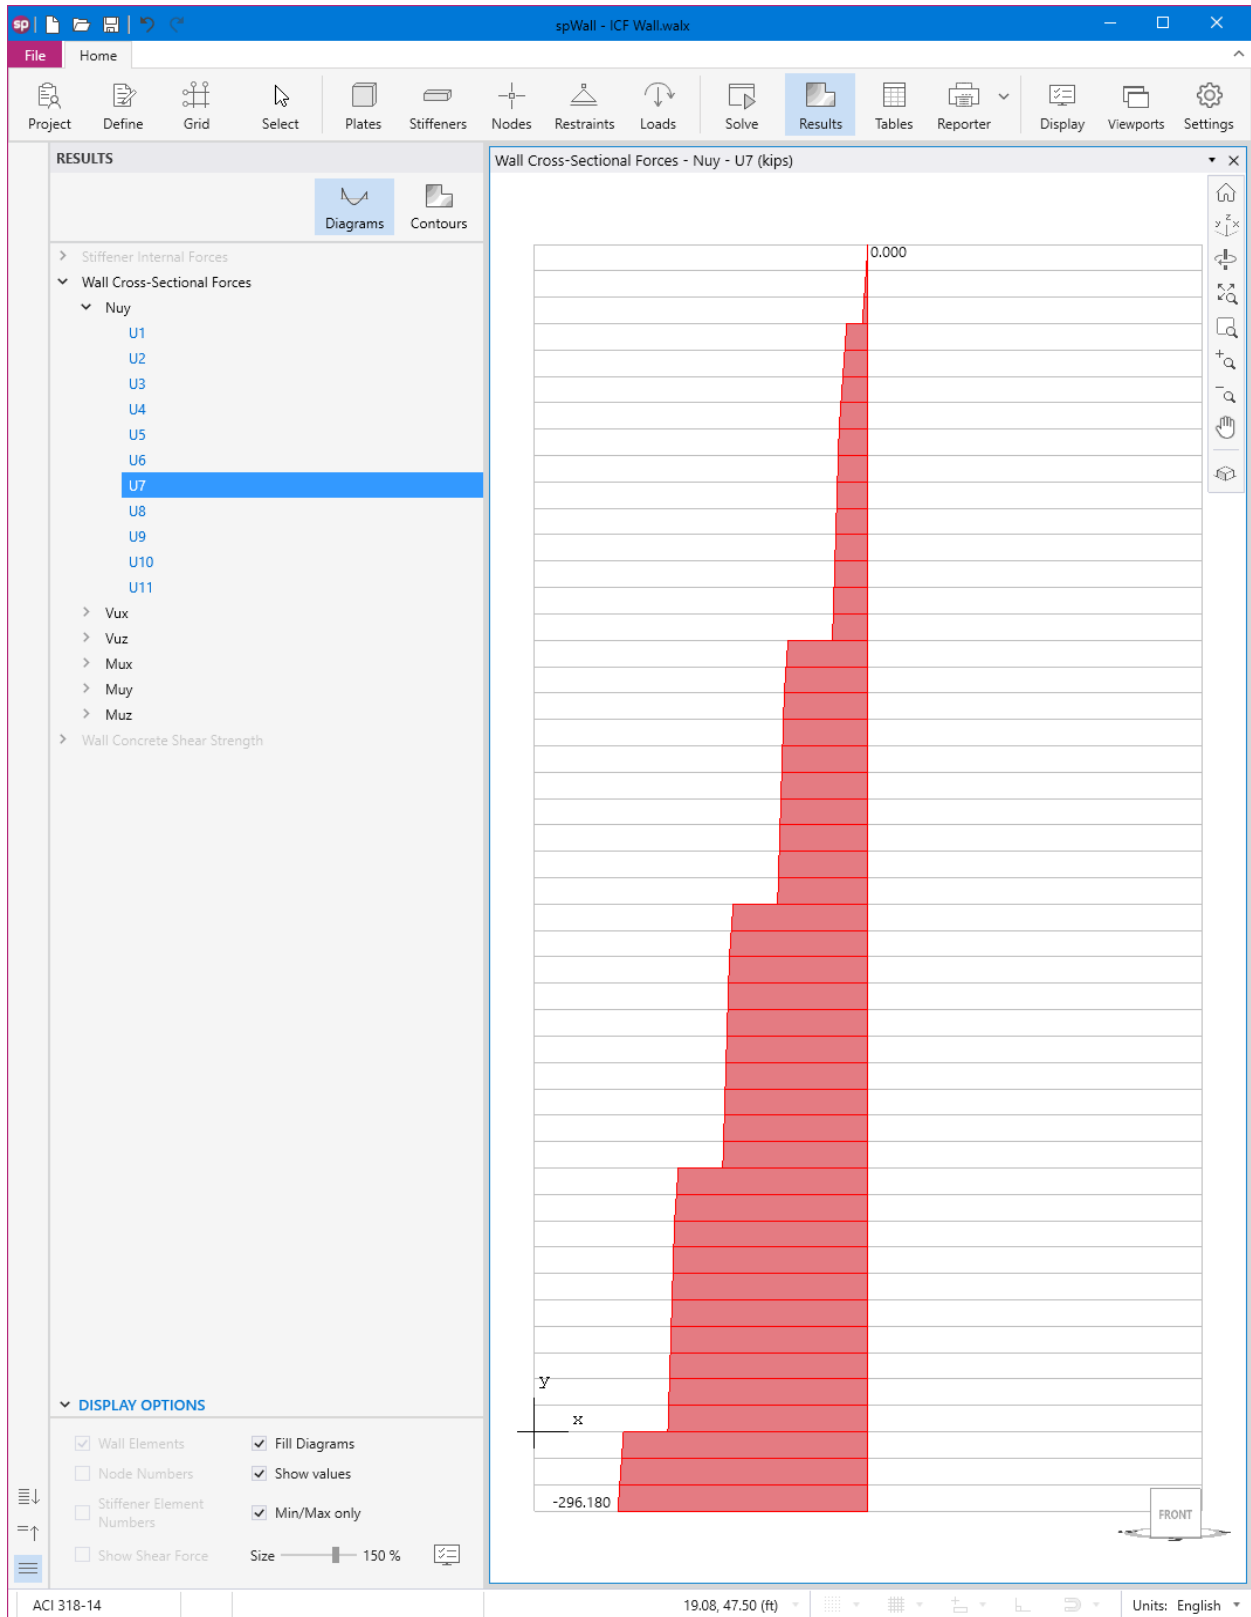 sp
spWall - ICF Wall.walx
File Home
Project Define Grid Select Plates Stiffeners Nodes Restraints Loads Solve Results Tables Reporter Display Viewports Settings
RESULTS
Diagrams Contours
Stiffener Internal Forces
Wall Cross-Sectional Forces
Nuy
U1
U2
U3
U4
U5
U6
U7
U8
U9
U10
U11
Vux
Vuz
Mux
Muy
Muz
Wall Concrete Shear Strength
DISPLAY OPTIONS
Wall Elements Fill Diagrams
Node Numbers Show values
Stiffener Element
Numbers
Min/Max only
Show Shear Force Size 150 %
Wall Cross-Sectional Forces - Nuy - U7 (kips)
0.000
y
x
-296.180
FRONT
y z x
ACI 318-14 19.08, 47.50 (ft) Units: English